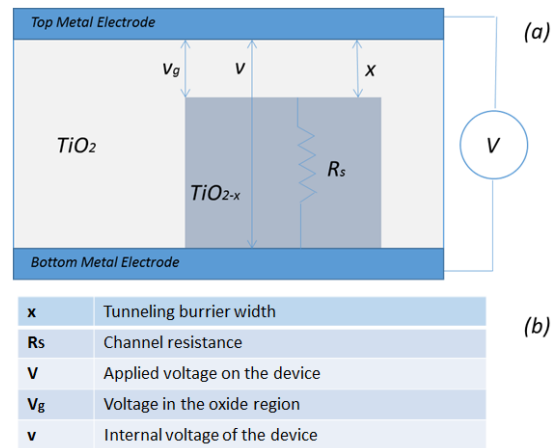 Top Metal Electrode
(a)
vg
v
x
TiO2
V
Rs
TiO2-x
Bottom Metal Electrode
x Tunneling burrier width
Rs Channel resistance
(b)
V Applied voltage on the device
Vg Voltage in the oxide region
v Internal voltage of the device